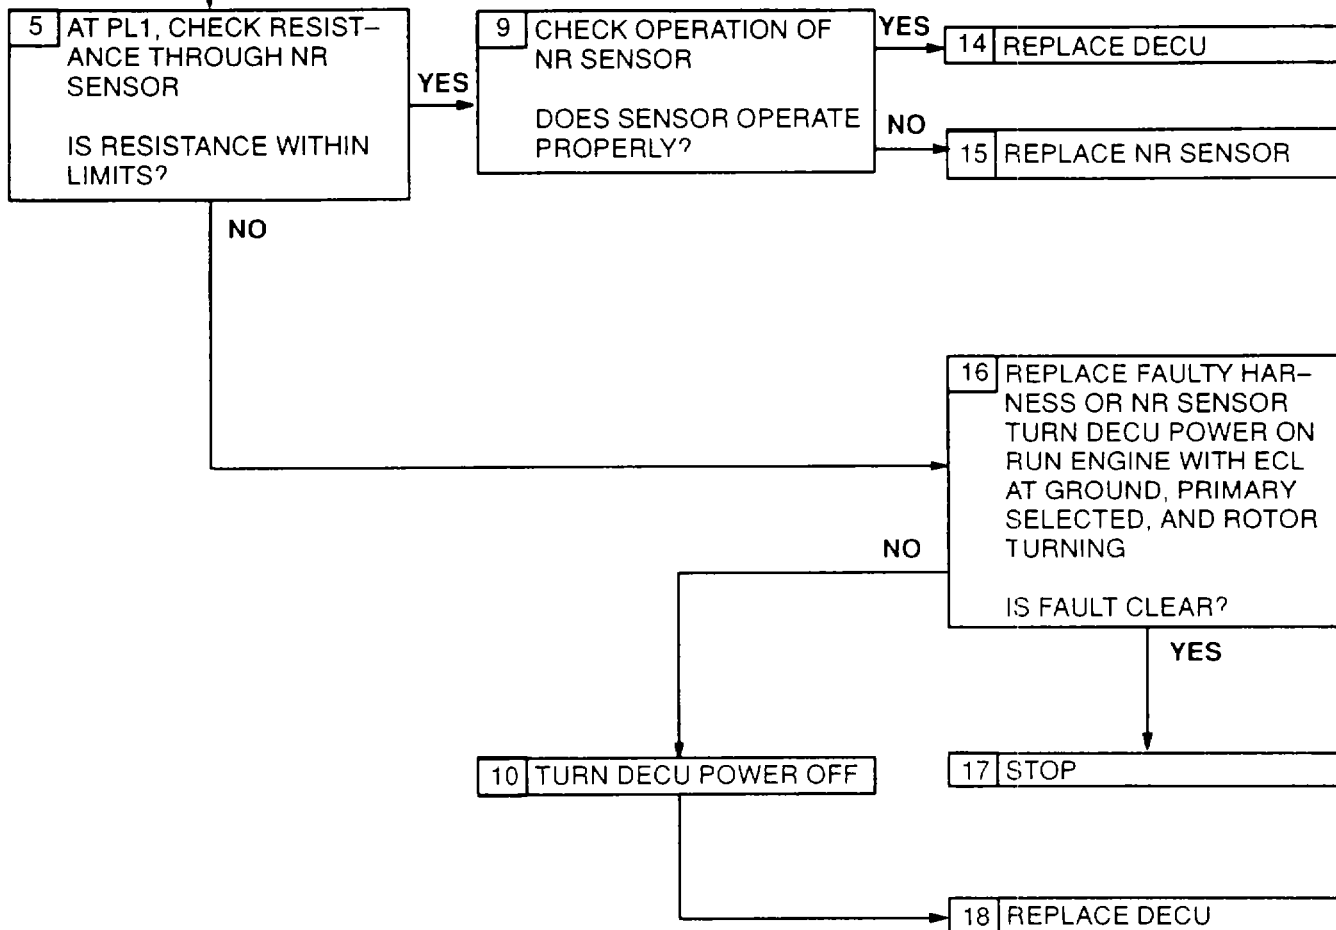 5 AT PL1, CHECK RESIST–
ANCE THROUGH NR
SENSOR
IS RESISTANCE WITHIN
LIMITS?
YES
NO
9 CHECK OPERATION OF
NR SENSOR
DOES SENSOR OPERATE
PROPERLY?
YES
NO
14 REPLACE DECU
15 REPLACE NR SENSOR
16 REPLACE FAULTY HAR–
NESS OR NR SENSOR
TURN DECU POWER ON
RUN ENGINE WITH ECL
AT GROUND, PRIMARY
SELECTED, AND ROTOR
TURNING
IS FAULT CLEAR?
NO
YES
10 TURN DECU POWER OFF
17 STOP
18 REPLACE DECU